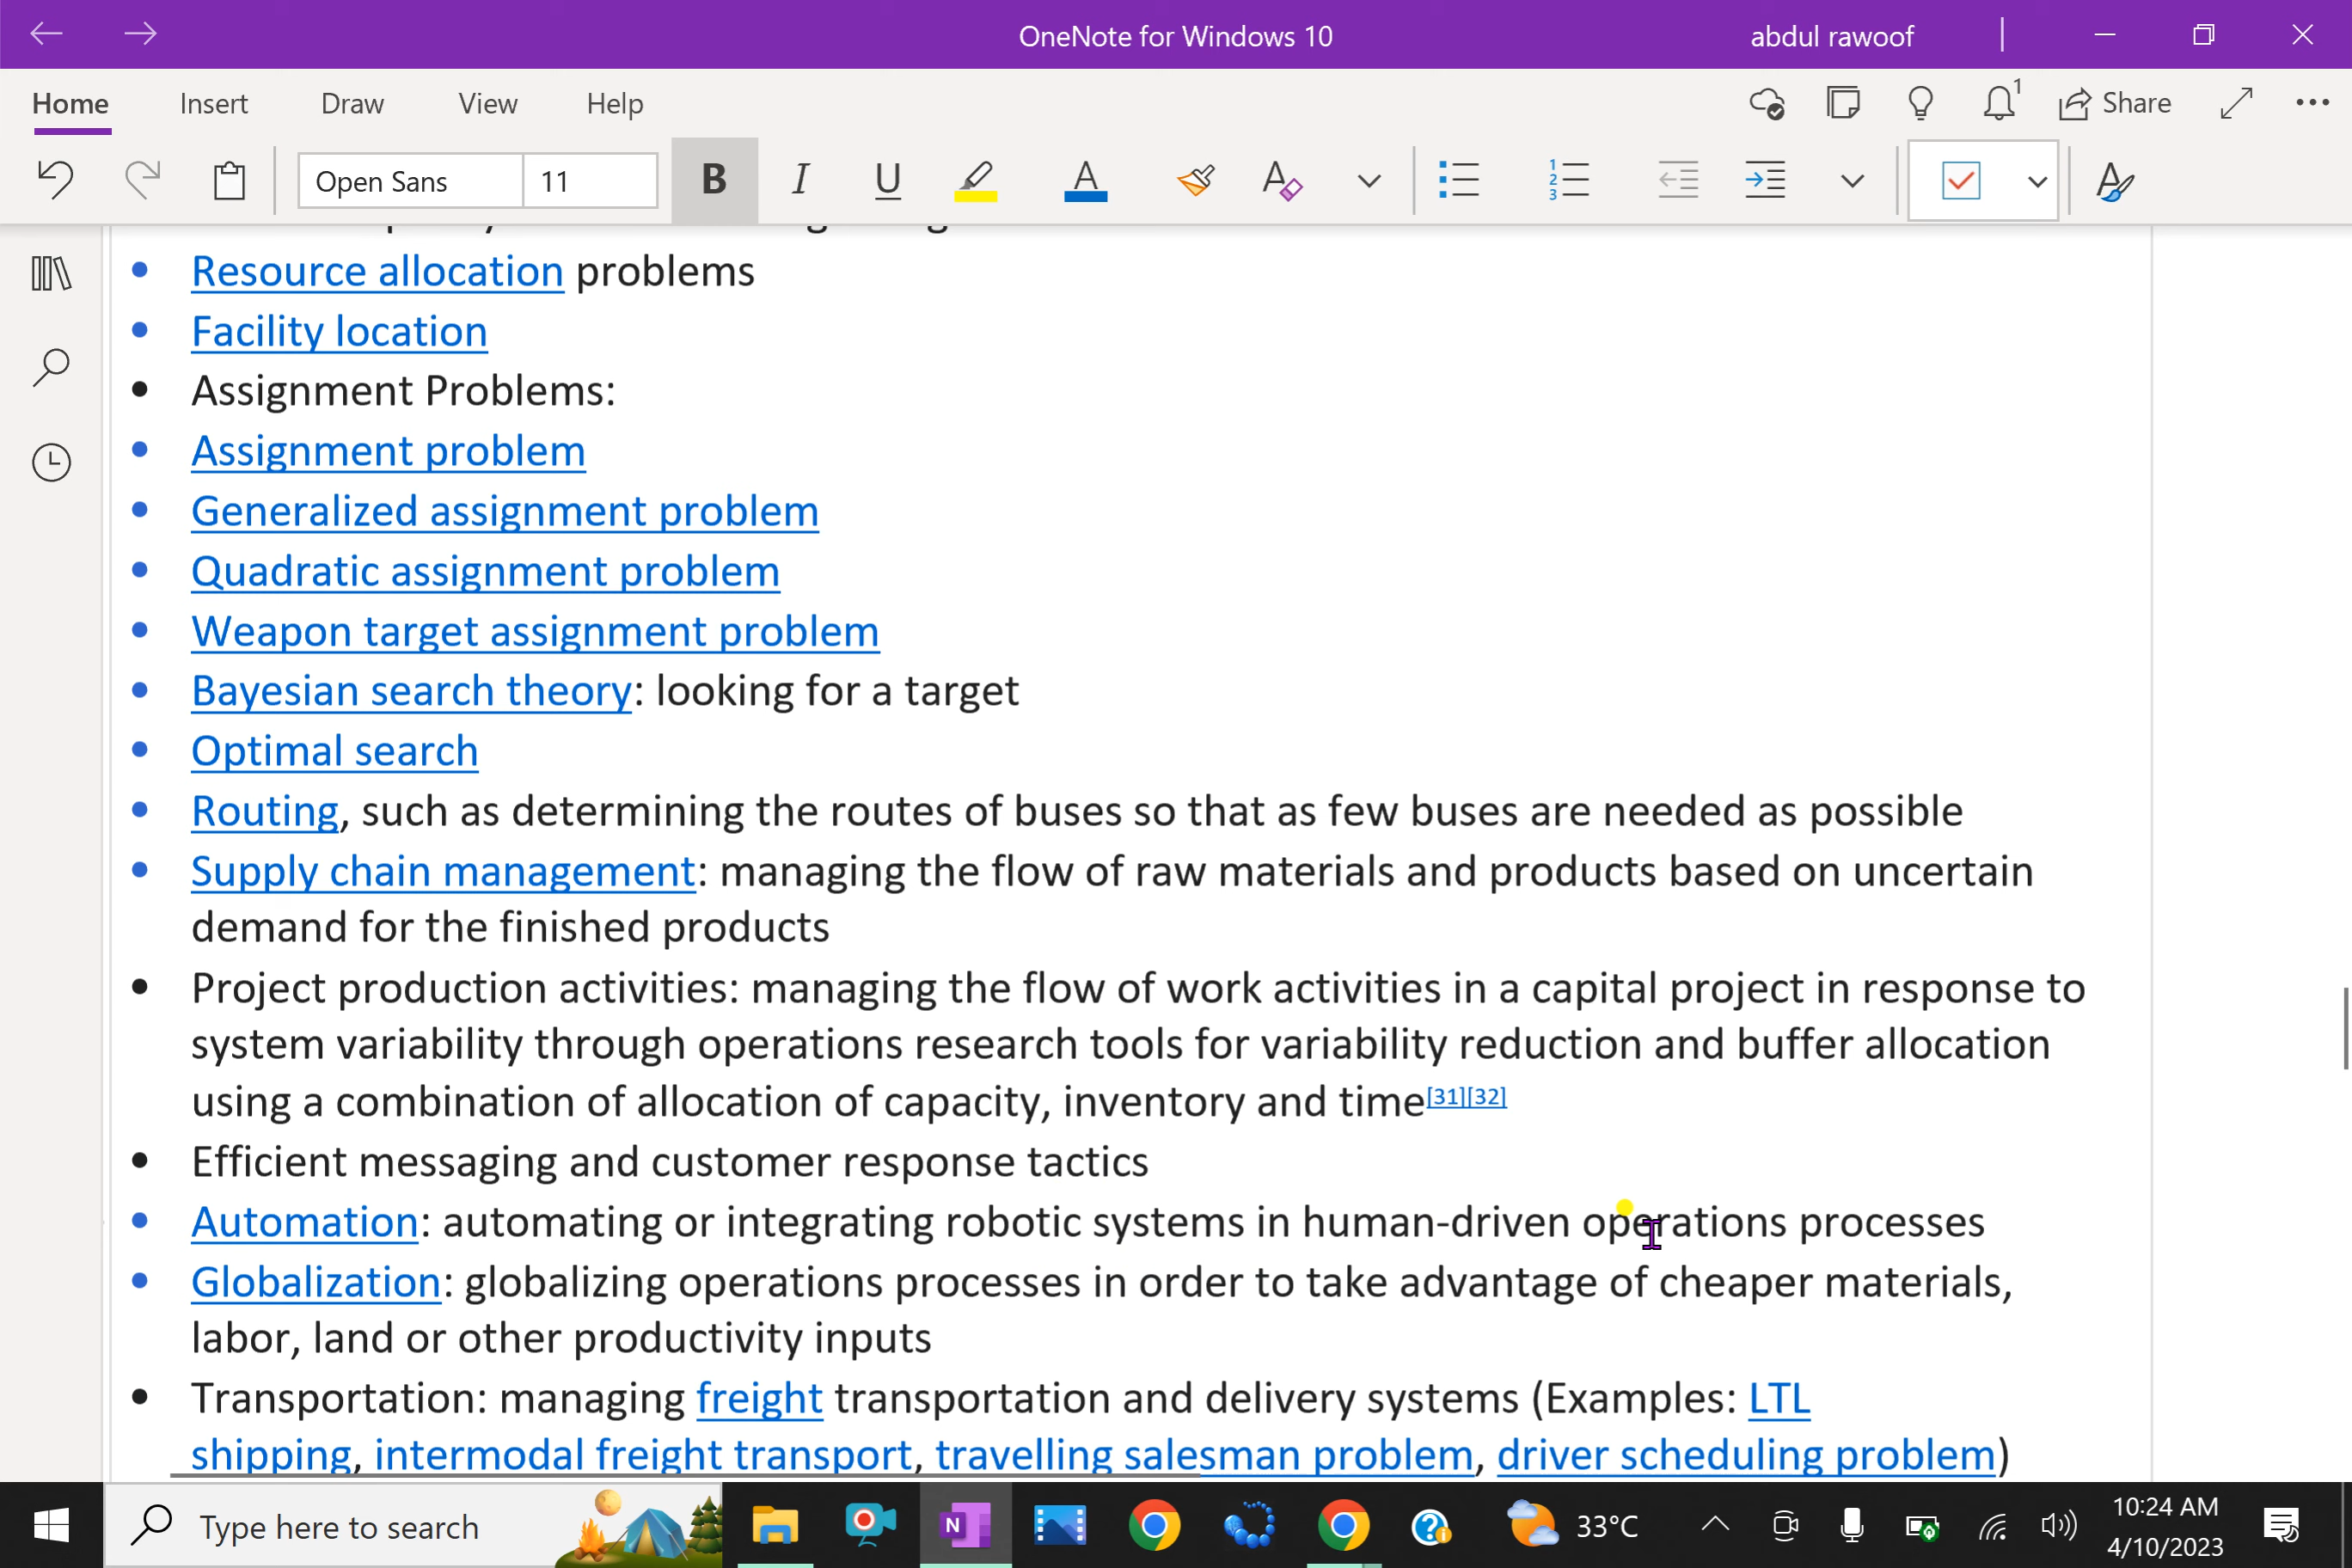 OneNote for Windows 10
abdul rawoof
Home Insert Draw View Help
1
Share
Open Sans 11 B I U A A 1 2 3 A
Resource allocation problems
Facility location
Assignment Problems:
Assignment problem
Generalized assignment problem
Quadratic assignment problem
Weapon target assignment problem
Bayesian search theory: looking for a target
Optimal search
Routing, such as determining the routes of buses so that as few buses are needed as possible
Supply chain management: managing the flow of raw materials and products based on uncertain
demand for the finished products
Project production activities: managing the flow of work activities in a capital project in response to
system variability through operations research tools for variability reduction and buffer allocation
using a combination of allocation of capacity, inventory and time[31][32]
Efficient messaging and customer response tactics
Automation: automating or integrating robotic systems in human-driven operations processes
Globalization: globalizing operations processes in order to take advantage of cheaper materials,
labor, land or other productivity inputs
Transportation: managing freight transportation and delivery systems (Examples: LTL
shipping, intermodal freight transport, travelling salesman problem, driver scheduling problem)
Type here to search
N
33°C
10:24 AM
4/10/2023